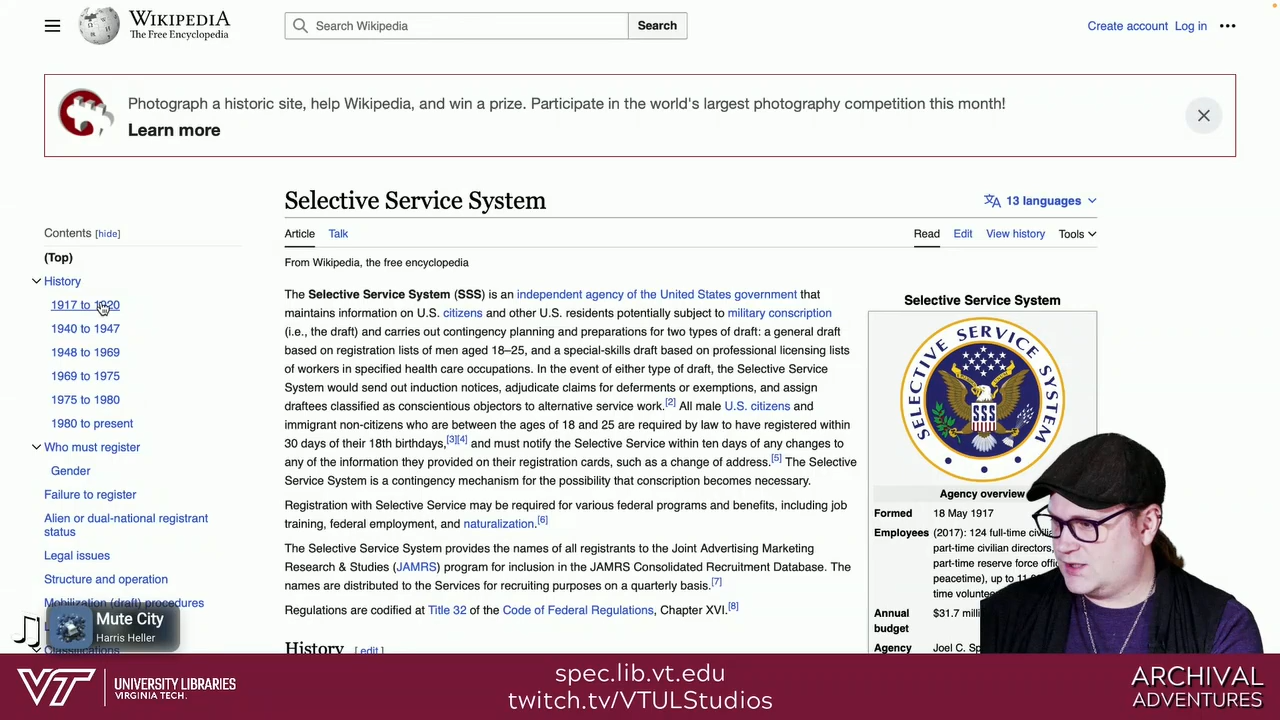 WIKIPEDIA
The Free Encyclopedia
Search Wikipedia
Search
Create account Log in
Photograph a historic site, help Wikipedia, and win a prize. Participate in the world's largest photography competition this month!
Learn more
Contents [hide]
(Top)
History
1917 to 1920
1940 to 1947
1948 to 1969
1969 to 1975
1975 to 1980
1980 to present
Who must register
Gender
Failure to register
Alien or dual-national registrant
status
Legal issues
Structure and operation
Mobilization (draft) procedures
Classifications
Selective Service System
13 languages
Article Talk
Read Edit View history Tools
From Wikipedia, the free encyclopedia
The Selective Service System (SSS) is an independent agency of the United States government that
maintains information on U.S. citizens and other U.S. residents potentially subject to military conscription
(i.e., the draft) and carries out contingency planning and preparations for two types of draft: a general draft
based on registration lists of men aged 18–25, and a special-skills draft based on professional licensing lists
of workers in specified health care occupations. In the event of either type of draft, the Selective Service
System would send out induction notices, adjudicate claims for deferments or exemptions, and assign
draftees classified as conscientious objectors to alternative service work.[2] All male U.S. citizens and
immigrant non-citizens who are between the ages of 18 and 25 are required by law to have registered within
30 days of their 18th birthdays,[3][4] and must notify the Selective Service within ten days of any changes to
any of the information they provided on their registration cards, such as a change of address.[5] The Selective
Service System is a contingency mechanism for the possibility that conscription becomes necessary.
Registration with Selective Service may be required for various federal programs and benefits, including job
training, federal employment, and naturalization.[6]
The Selective Service System provides the names of all registrants to the Joint Advertising Marketing
Research & Studies (JAMRS) program for inclusion in the JAMRS Consolidated Recruitment Database. The
names are distributed to the Services for recruiting purposes on a quarterly basis.[7]
Regulations are codified at Title 32 of the Code of Federal Regulations, Chapter XVI.[8]
History [edit]
Selective Service System
SELECTIVE SERVICE SYSTEM
SSS
Agency overview
Formed 18 May 1917
Employees (2017): 124 full-time
part-time civilian directors,
part-time reserve force
peacetime), up to
time
Annual $31.7
budget
Agency Joel C.
Mute City
Harris Heller
VT UNIVERSITY LIBRARIES
VIRGINIA TECH.
spec.lib.vt.edu
twitch.tv/VTULStudios
ARCHIVAL
ADVENTURES